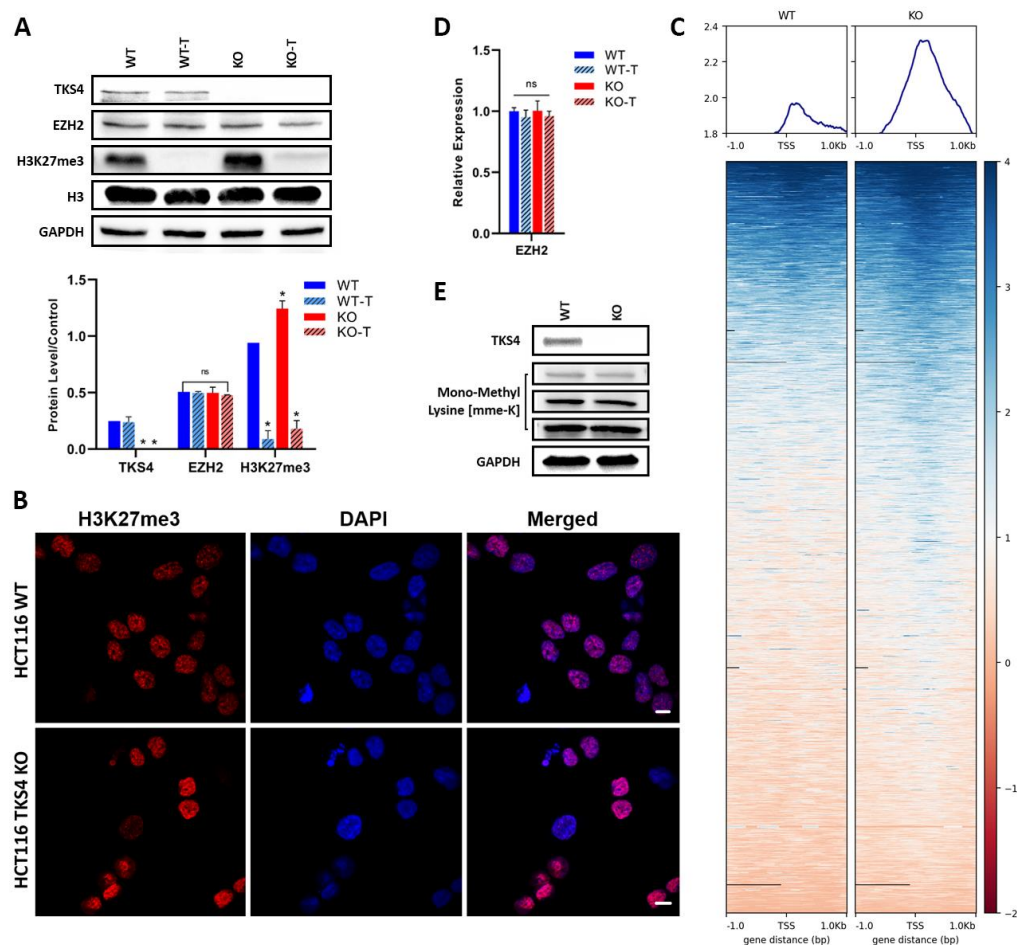 A
WT
WT-T
KO
KO-T
TKS4
EZH2
H3K27me3
H3
GAPDH
Protein Level/Control
1.5
1.0
0.5
0.0
ns
* *
*
*
*
WT
WT-T
KO
KO-T
TKS4 EZH2 H3K27me3
D
Relative Expression
1.5
1.0
0.5
0.0
ns
WT
WT-T
KO
KO-T
EZH2
E
WT
KO
TKS4
Mono-Methyl
Lysine [mme-K]
GAPDH
B
H3K27me3 DAPI Merged
HCT116 WT
HCT116 TKS4 KO
C
WT KO
2.4
2.2
2.0
1.8
-1.0 TSS 1.0Kb -1.0 TSS 1.0Kb
4
3
2
1
0
−1
−2
-1.0 TSS 1.0Kb -1.0 TSS 1.0Kb
gene distance (bp) gene distance (bp)